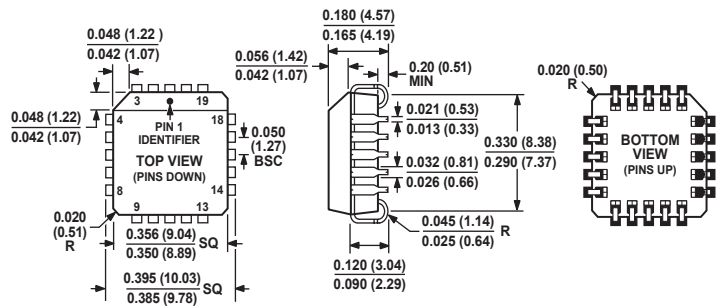 0.180 (4.57)
0.165 (4.19)
0.048 (1.22)
0.042 (1.07)
0.056 (1.42)
0.042 (1.07)
0.20 (0.51)
MIN
0.020 (0.50)
R
0.048 (1.22)
0.042 (1.07)
3
19
4
18
PIN 1
IDENTIFIER
TOP VIEW
(PINS DOWN)
0.050
(1.27)
BSC
8
14
9
13
0.020
(0.51)
R
0.356 (9.04)
0.350 (8.89)
SQ
0.395 (10.03)
0.385 (9.78)
SQ
0.021 (0.53)
0.013 (0.33)
0.032 (0.81)
0.026 (0.66)
0.330 (8.38)
0.290 (7.37)
0.045 (1.14)
0.025 (0.64)
R
0.120 (3.04)
0.090 (2.29)
BOTTOM
VIEW
(PINS UP)